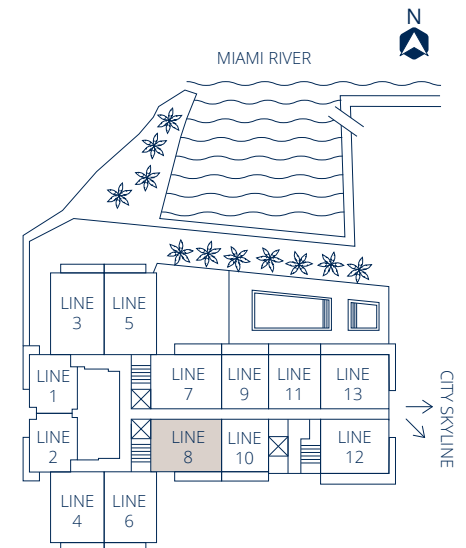 N
MIAMI RIVER
LINE
3
LINE
5
LINE
1
LINE
7
LINE
9
LINE
11
LINE
13
CITY SKYLINE
LINE
2
LINE
8
LINE
10
LINE
12
LINE
4
LINE
6